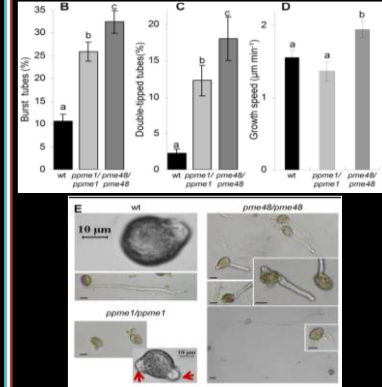 B
Burst tubes (%)
35
30
25
20
15
10
5
0
a
b
c
wt
ppme1/
ppme1
pme48/
pme48
C
Double-tipped tubes(%)
20
15
10
5
0
a
b
c
wt
ppme1/
ppme1
pme48/
pme48
D
Growth speed (µm min⁻¹)
2
1
0
a
a
b
wt
ppme1/
ppme1
pme48/
pme48
E
wt
10 µm
pme48/pme48
ppme1/ppme1
10 µm